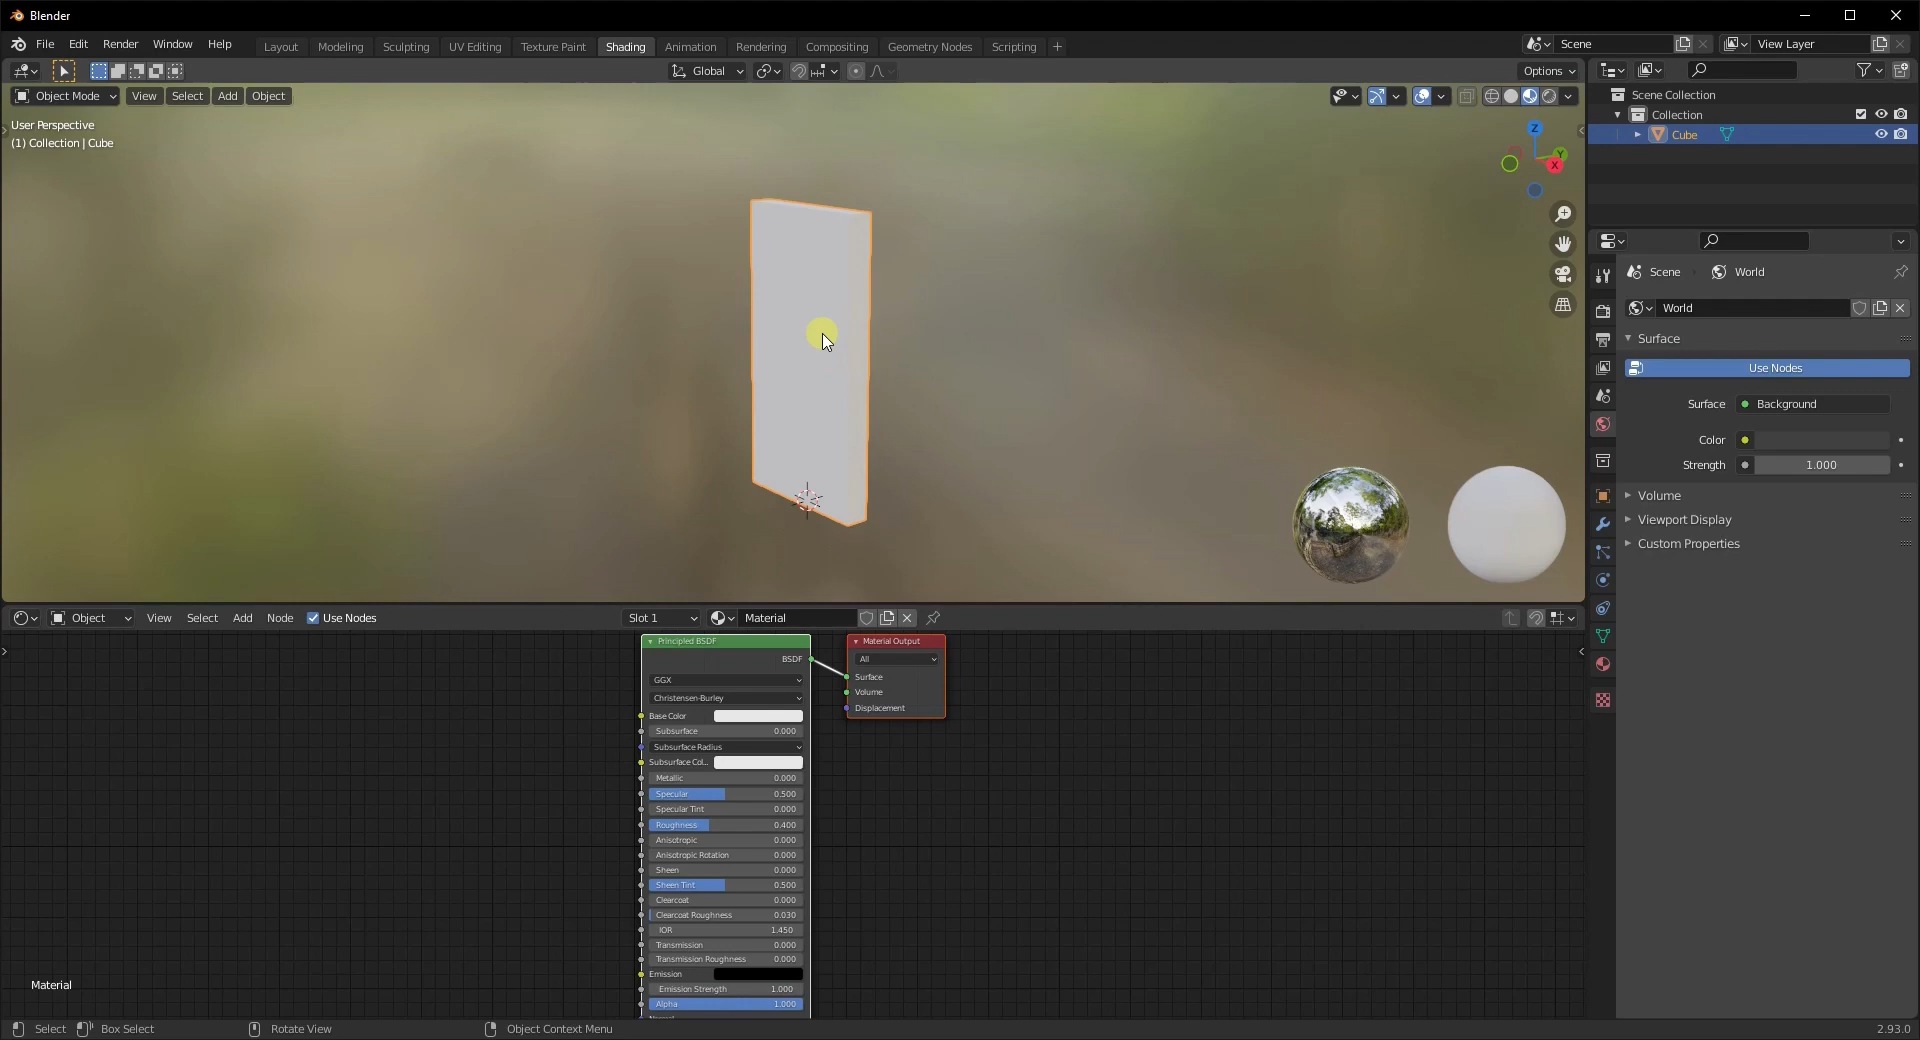 Blender
File Edit Render Window Help Layout Modeling Sculpting UV Editing Texture Paint Shading Animation Rendering Compositing Geometry Nodes Scripting + Scene View Layer
Global Options
Object Mode View Select Add Object
User Perspective
(1) Collection | Cube
Z
Y
X
Scene Collection
Collection
Cube
Scene World
World
Surface
Use Nodes
Surface Background
Color
Strength 1.000
Volume
Viewport Display
Custom Properties
Object View Select Add Node Use Nodes Slot 1 Material
Principled BSDF
BSDF
GGX
Christensen-Burley
Base Color
Subsurface 0.000
Subsurface Radius
Subsurface Col...
Metallic 0.000
Specular 0.500
Specular Tint 0.000
Roughness 0.400
Anisotropic 0.000
Anisotropic Rotation 0.000
Sheen 0.000
Sheen Tint 0.500
Clearcoat 0.000
Clearcoat Roughness 0.030
IOR 1.450
Transmission 0.000
Transmission Roughness 0.000
Emission
Emission Strength 1.000
Alpha 1.000
Material Output
All
Surface
Volume
Displacement
Material
Select Box Select Rotate View Object Context Menu 2.93.0